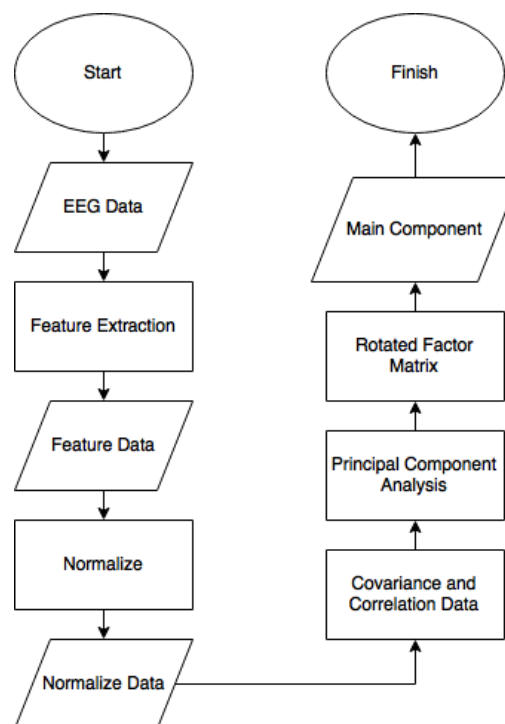 Start
EEG Data
Feature Extraction
Feature Data
Normalize
Normalize Data
Covariance and
Correlation Data
Principal Component
Analysis
Rotated Factor
Matrix
Main Component
Finish